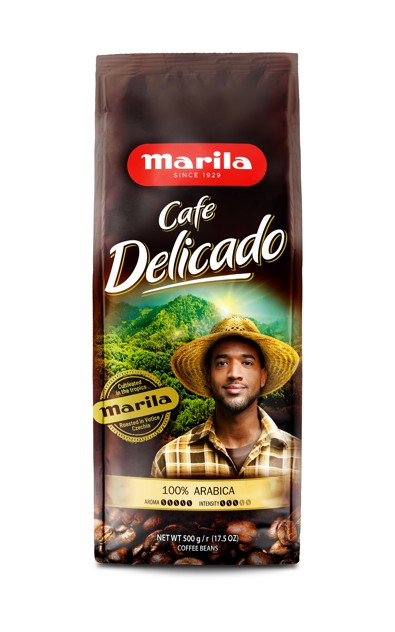 marila
SINCE 1929
Cafe
Delicado
Cultivated
in the tropics
marila
Roasted in Votice
Czechia
100% ARABICA
AROMA INTENSITY
NET WT 500 g / r (17.5 OZ)
COFFEE BEANS